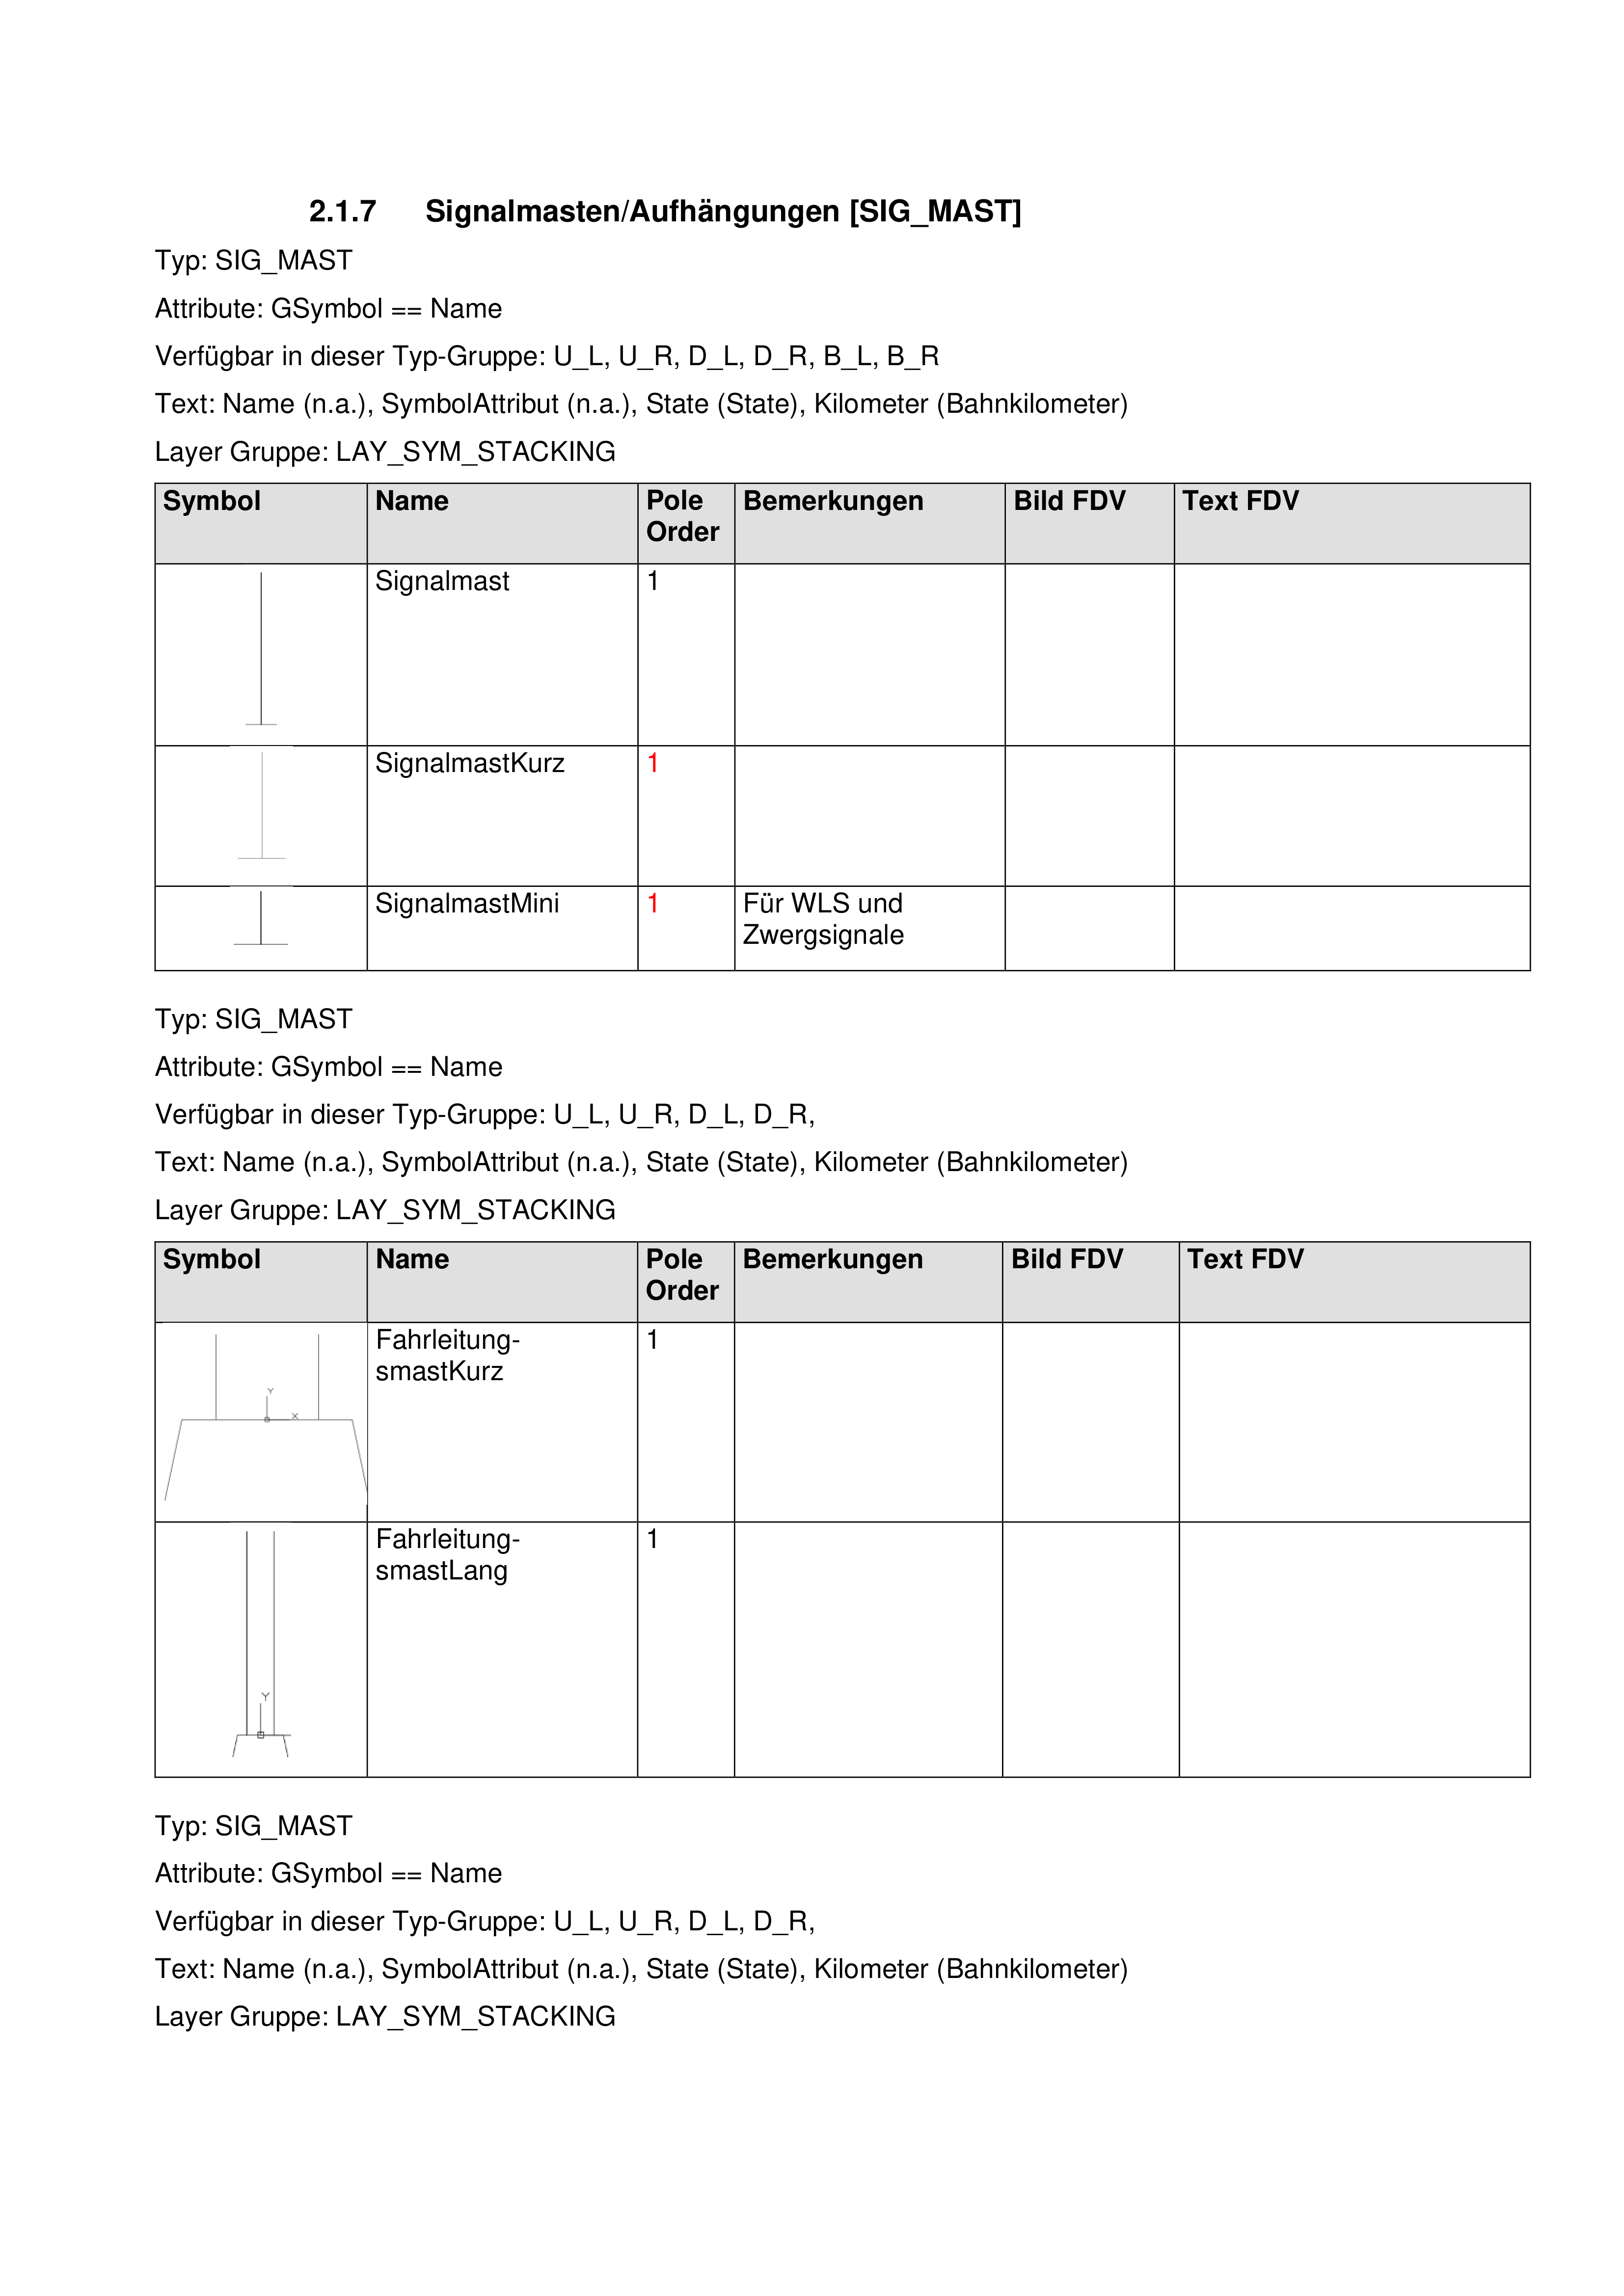 2.1.7 Signalmasten/Aufhängungen [SIG_MAST]
Typ: SIG_MAST
Attribute: GSymbol == Name
Verfügbar in dieser Typ-Gruppe: U_L, U_R, D_L, D_R, B_L, B_R
Text: Name (n.a.), SymbolAttribut (n.a.), State (State), Kilometer (Bahnkilometer)
Layer Gruppe: LAY_SYM_STACKING
Symbol Name Pole Bemerkungen Bild FDV Text FDV
Order
Signalmast 1
SignalmastKurz 1
SignalmastMini 1 Für WLS und
Zwergsignale
Typ: SIG_MAST
Attribute: GSymbol == Name
Verfügbar in dieser Typ-Gruppe: U_L, U_R, D_L, D_R,
Text: Name (n.a.), SymbolAttribut (n.a.), State (State), Kilometer (Bahnkilometer)
Layer Gruppe: LAY_SYM_STACKING
Symbol Name Pole Bemerkungen Bild FDV Text FDV
Order
Fahrleitung- 1
smastKurz
Y
X
Fahrleitung- 1
smastLang
Y
Typ: SIG_MAST
Attribute: GSymbol == Name
Verfügbar in dieser Typ-Gruppe: U_L, U_R, D_L, D_R,
Text: Name (n.a.), SymbolAttribut (n.a.), State (State), Kilometer (Bahnkilometer)
Layer Gruppe: LAY_SYM_STACKING